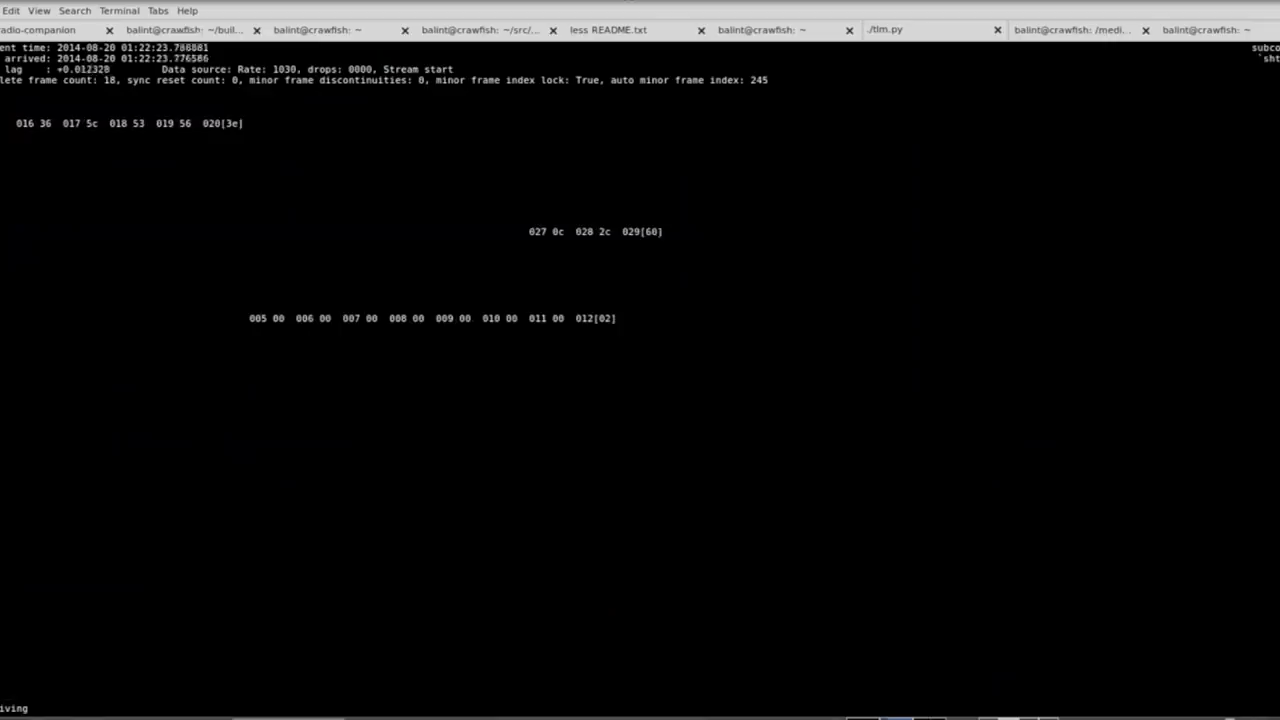 Edit View Search Terminal Tabs Help
adio-companion × balint@crawfish: ~/buil... × balint@crawfish: ~ × balint@crawfish: ~/src/... × less README.txt × balint@crawfish: ~ × ./tlm.py × balint@crawfish: /medi... × balint@crawfish: ~
ent time: 2014-08-20 01:22:23.788881 subco
arrived: 2014-08-20 01:22:23.776586 `sht
lag : +0.012328 Data source: Rate: 1030, drops: 0000, Stream start
lete frame count: 18, sync reset count: 0, minor frame discontinuities: 0, minor frame index lock: True, auto minor frame index: 245
016 36 017 5c 018 53 019 56 020[3e]
027 0c 028 2c 029[60]
005 00 006 00 007 00 008 00 009 00 010 00 011 00 012[02]
iving